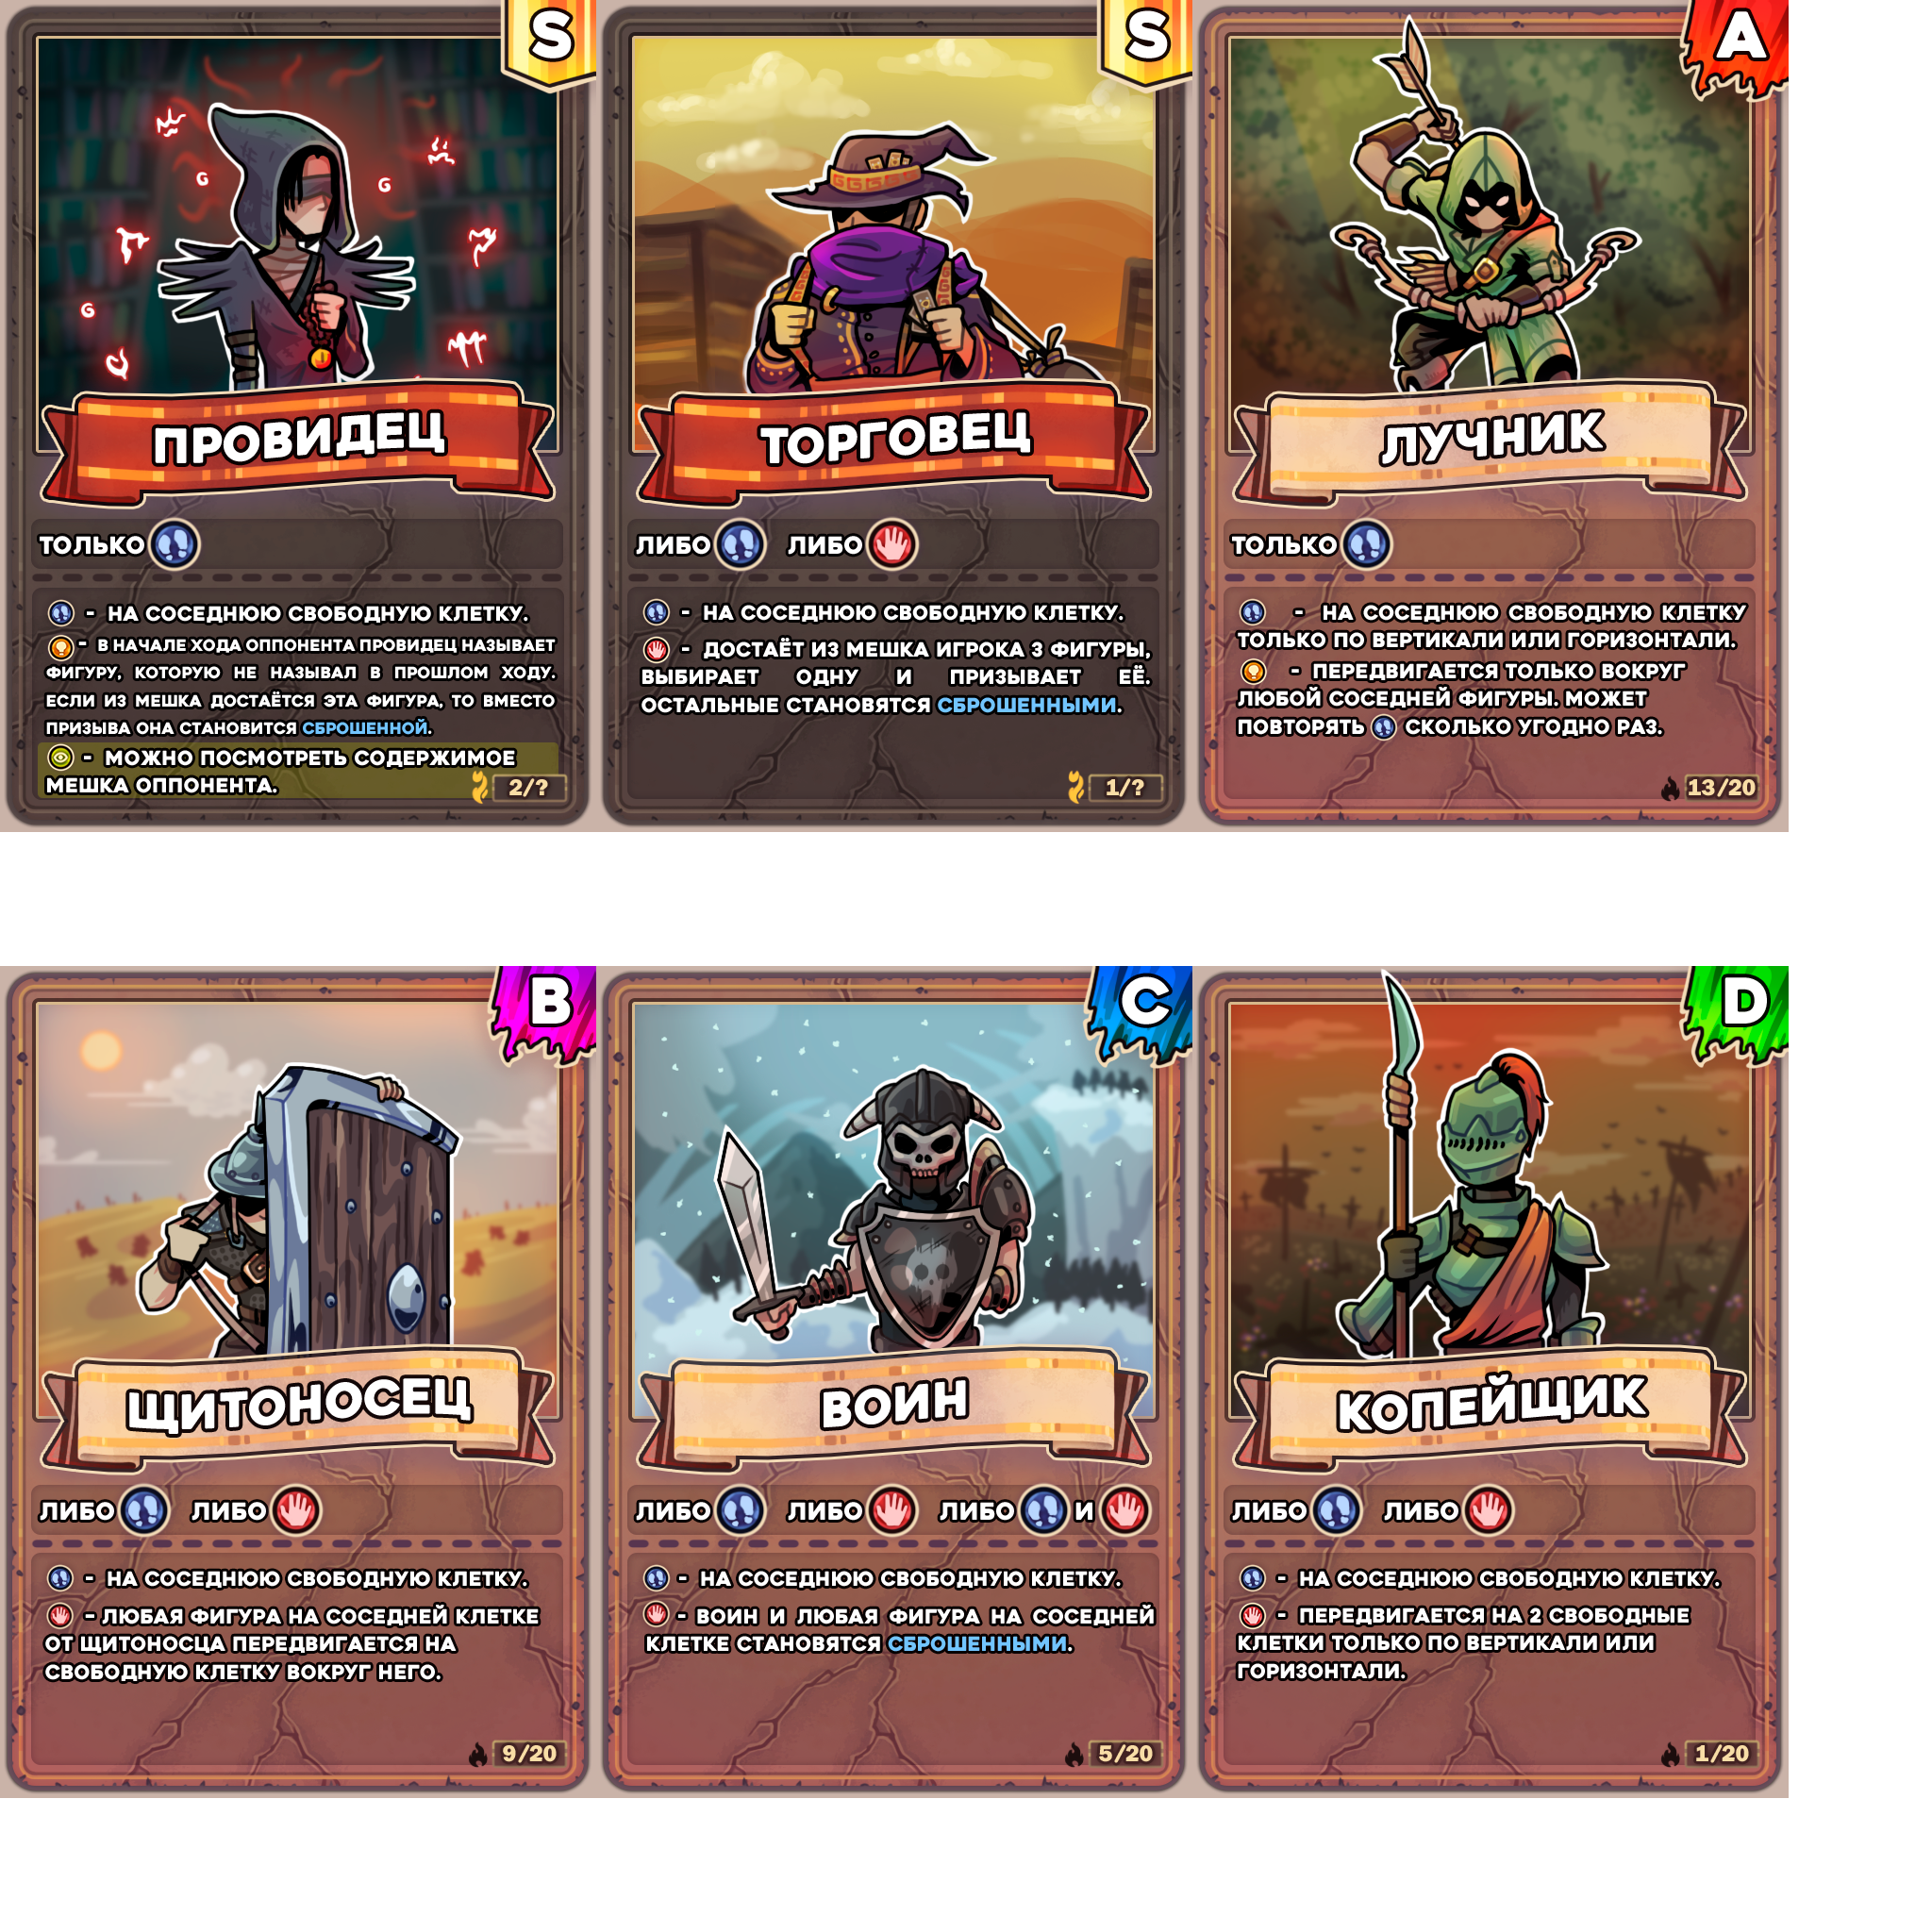 S
ПРОВИДЕЦ
ТОЛЬКО
- НА СОСЕДНЮЮ СВОБОДНУЮ КЛЕТКУ.
- В НАЧАЛЕ ХОДА ОППОНЕНТА ПРОВИДЕЦ НАЗЫВАЕТ
ФИГУРУ, КОТОРУЮ НЕ НАЗЫВАЛ В ПРОШЛОМ ХОДУ.
ЕСЛИ ИЗ МЕШКА ДОСТАЁТСЯ ЭТА ФИГУРА, ТО ВМЕСТО
ПРИЗЫВА ОНА СТАНОВИТСЯ СБРОШЕННОЙ.
- МОЖНО ПОСМОТРЕТЬ СОДЕРЖИМОЕ
МЕШКА ОППОНЕНТА.
2/?
S
ТОРГОВЕЦ
ЛИБО ЛИБО
- НА СОСЕДНЮЮ СВОБОДНУЮ КЛЕТКУ.
- ДОСТАЁТ ИЗ МЕШКА ИГРОКА 3 ФИГУРЫ,
ВЫБИРАЕТ ОДНУ И ПРИЗЫВАЕТ ЕЁ.
ОСТАЛЬНЫЕ СТАНОВЯТСЯ СБРОШЕННЫМИ.
1/?
A
ЛУЧНИК
ТОЛЬКО
- НА СОСЕДНЮЮ СВОБОДНУЮ КЛЕТКУ
ТОЛЬКО ПО ВЕРТИКАЛИ ИЛИ ГОРИЗОНТАЛИ.
- ПЕРЕДВИГАЕТСЯ ТОЛЬКО ВОКРУГ
ЛЮБОЙ СОСЕДНЕЙ ФИГУРЫ. МОЖЕТ
ПОВТОРЯТЬ СКОЛЬКО УГОДНО РАЗ.
13/20
B
ЩИТОНОСЕЦ
ЛИБО ЛИБО
- НА СОСЕДНЮЮ СВОБОДНУЮ КЛЕТКУ.
- ЛЮБАЯ ФИГУРА НА СОСЕДНЕЙ КЛЕТКЕ
ОТ ЩИТОНОСЦА ПЕРЕДВИГАЕТСЯ НА
СВОБОДНУЮ КЛЕТКУ ВОКРУГ НЕГО.
9/20
C
ВОИН
ЛИБО ЛИБО ЛИБО И
- НА СОСЕДНЮЮ СВОБОДНУЮ КЛЕТКУ.
- ВОИН И ЛЮБАЯ ФИГУРА НА СОСЕДНЕЙ
КЛЕТКЕ СТАНОВЯТСЯ СБРОШЕННЫМИ.
5/20
D
КОПЕЙЩИК
ЛИБО ЛИБО
- НА СОСЕДНЮЮ СВОБОДНУЮ КЛЕТКУ.
- ПЕРЕДВИГАЕТСЯ НА 2 СВОБОДНЫЕ
КЛЕТКИ ТОЛЬКО ПО ВЕРТИКАЛИ ИЛИ
ГОРИЗОНТАЛИ.
1/20